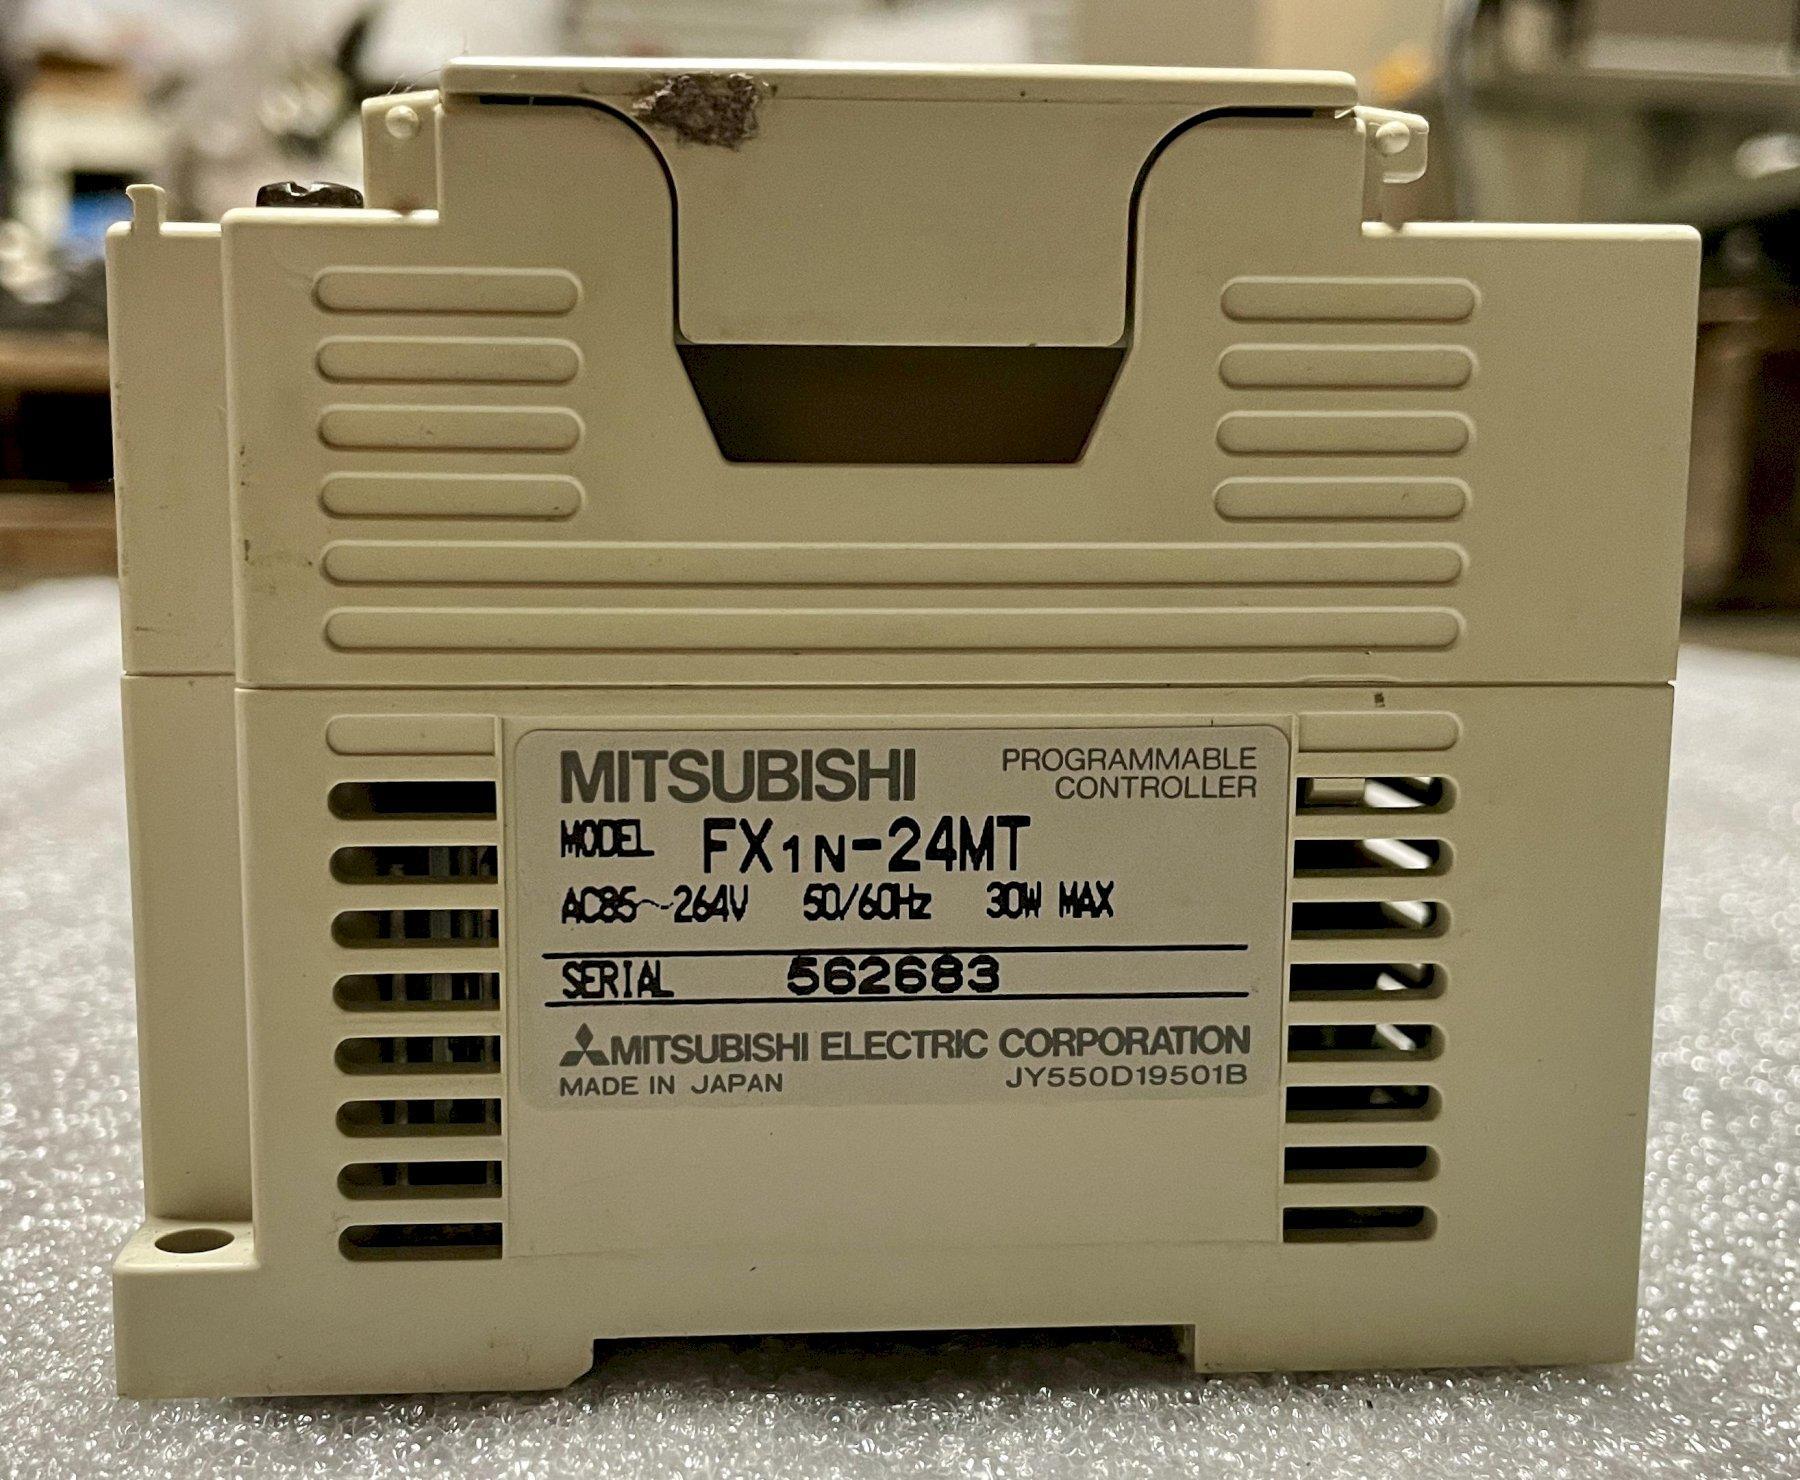 MITSUBISHI
PROGRAMMABLE
CONTROLLER
MODEL FX1N-24MT
AC85~264V 50/60Hz 30W MAX
SERIAL 562683
MITSUBISHI ELECTRIC CORPORATION
MADE IN JAPAN JY550D19501B